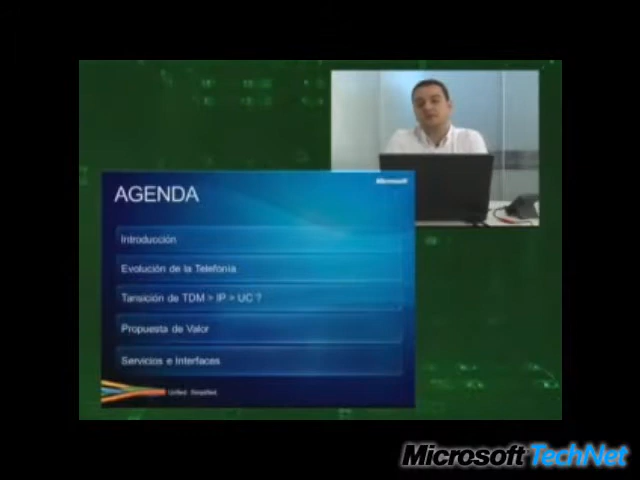 Microsoft
AGENDA
Introducción
Evolución de la Telefonía
Tansición de TDM > IP > UC ?
Propuesta de Valor
Servicios e Interfaces
Unified. Simplified.
Microsoft TechNet